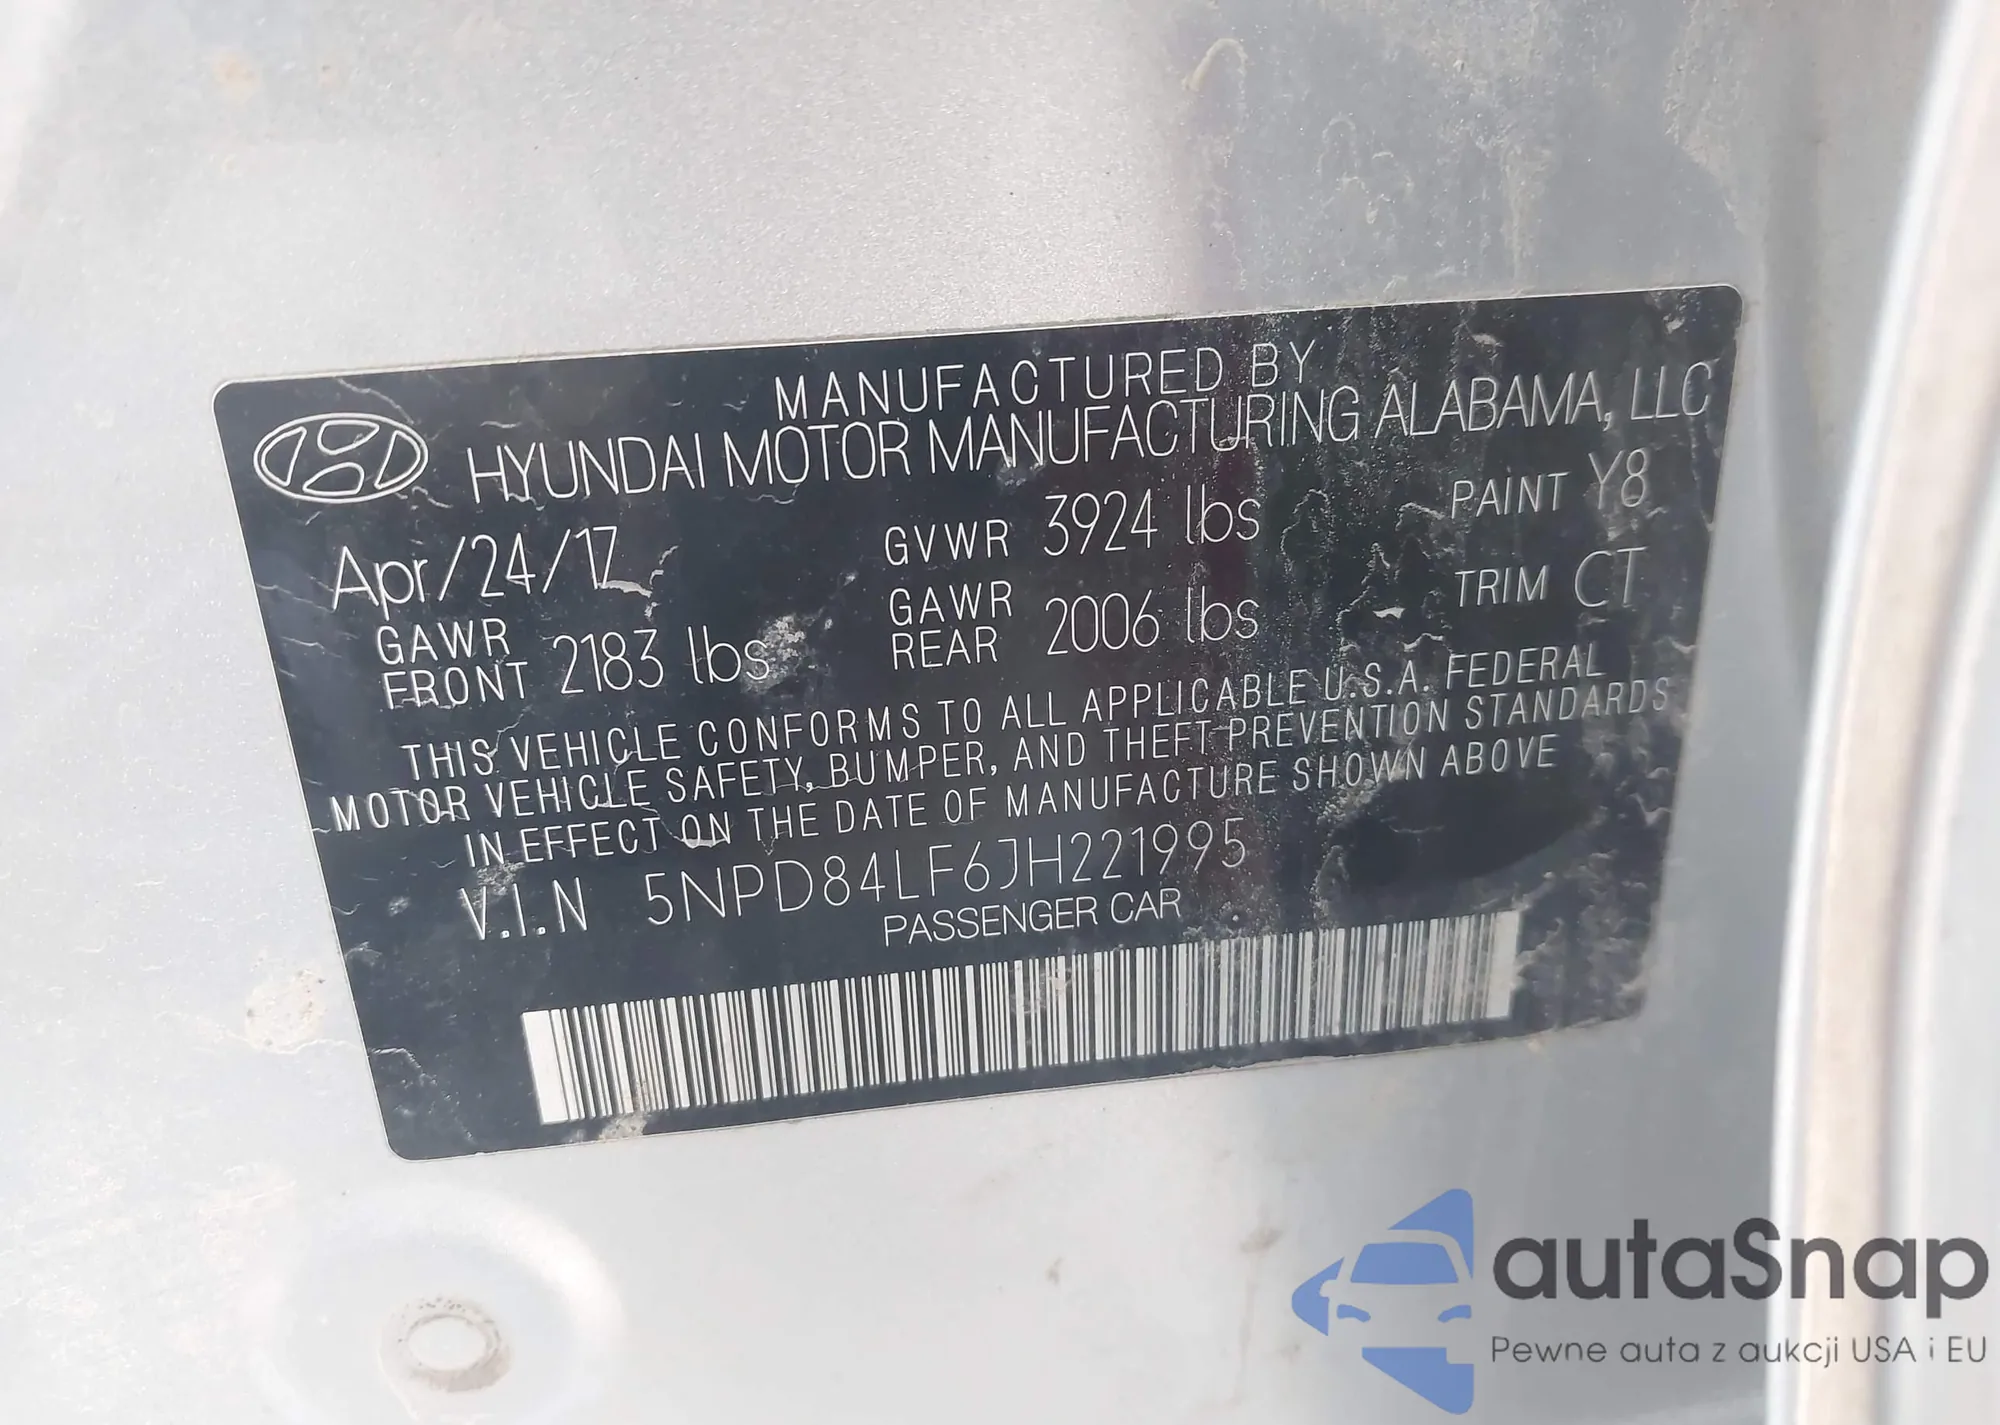 MANUFACTURED BY
HYUNDAI MOTOR MANUFACTURING ALABAMA, LLC
Apr/24/17 GVWR 3924 lbs PAINT Y8
GAWR FRONT 2183 lbs GAWR REAR 2006 lbs TRIM CT
THIS VEHICLE CONFORMS TO ALL APPLICABLE U.S.A. FEDERAL
MOTOR VEHICLE SAFETY, BUMPER, AND THEFT PREVENTION STANDARDS
IN EFFECT ON THE DATE OF MANUFACTURE SHOWN ABOVE
V.I.N 5NPD84LF6JH221995
PASSENGER CAR
autaSnap
Pewne auta z aukcji USA i EU